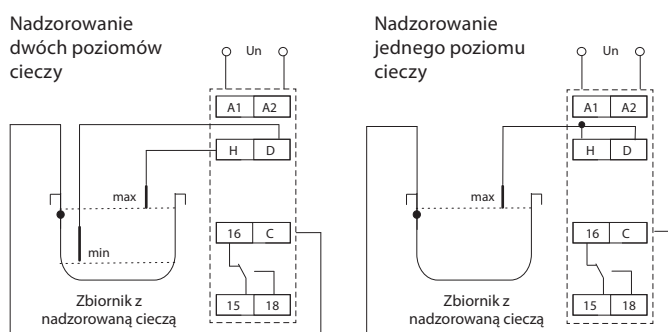 Nadzorowanie
dwóch poziomów
cieczy
Un
A1 A2
H D
max
min
16 C
15 18
Zbiornik z
nadzorowaną cieczą
Nadzorowanie
jednego poziomu
cieczy
Un
A1 A2
H D
max
16 C
15 18
Zbiornik z
nadzorowaną cieczą